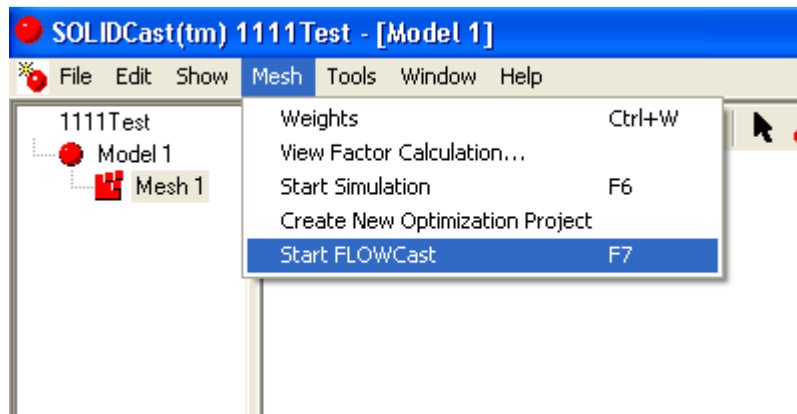 SOLIDCast(tm) 1111Test - [Model 1]
File Edit Show Mesh Tools Window Help
1111Test
Model 1
Mesh 1
Weights Ctrl+W
View Factor Calculation...
Start Simulation F6
Create New Optimization Project
Start FLOWCast F7